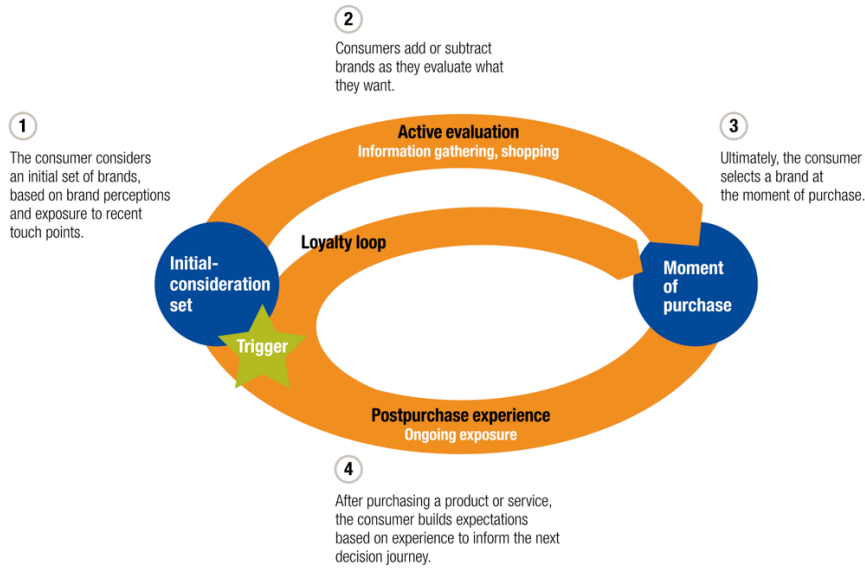 2
Consumers add or subtract
brands as they evaluate what
they want.
1
The consumer considers
an initial set of brands,
based on brand perceptions
and exposure to recent
touch points.
Active evaluation
Information gathering, shopping
3
Ultimately, the consumer
selects a brand at
the moment of purchase.
Loyalty loop
Initial-
consideration
set
Moment
of
purchase
Trigger
Postpurchase experience
Ongoing exposure
4
After purchasing a product or service,
the consumer builds expectations
based on experience to inform the next
decision journey.